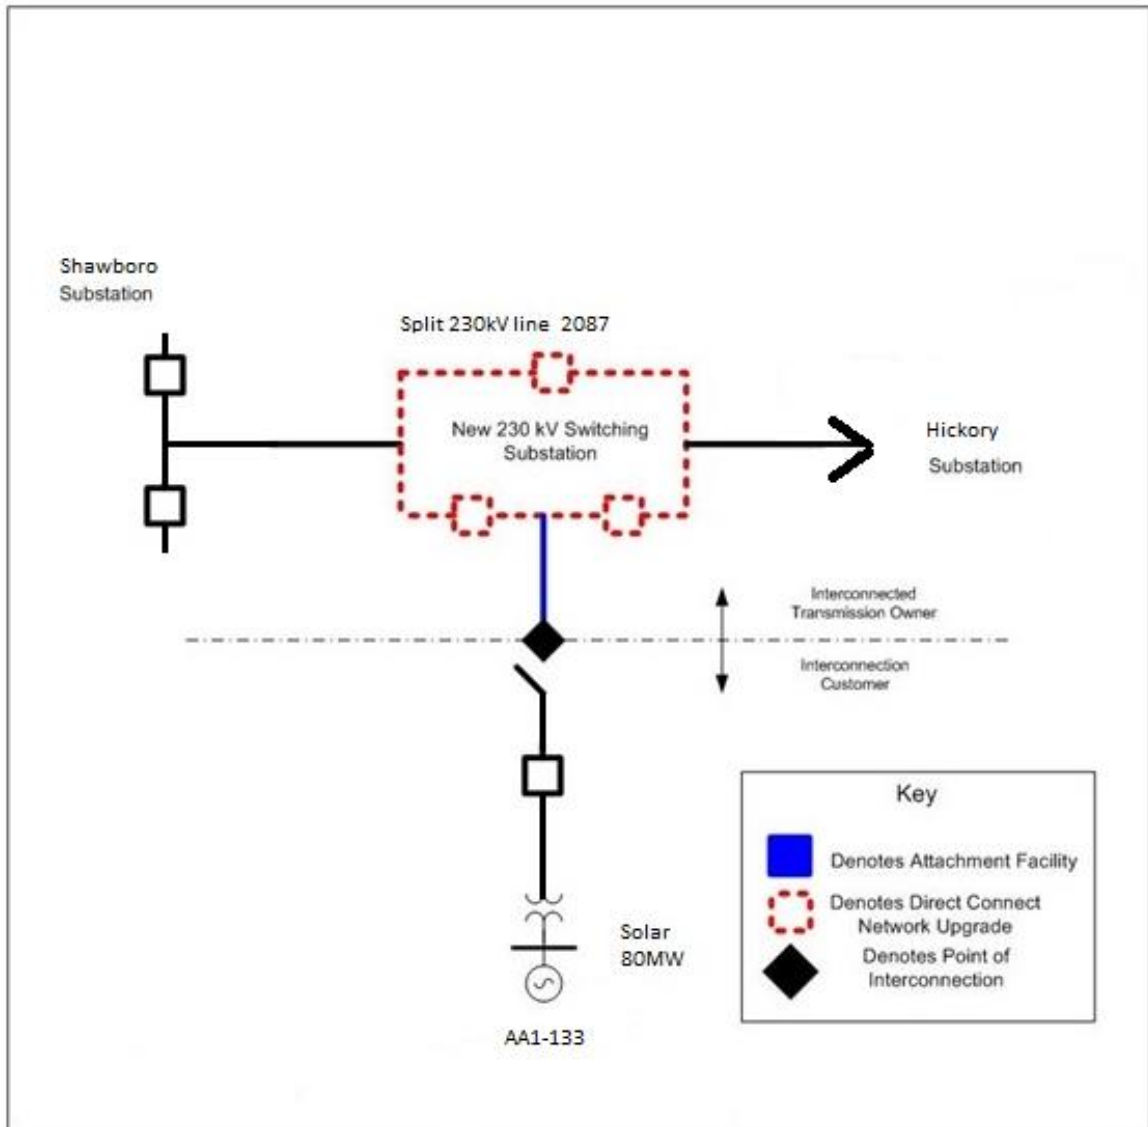 Shawboro
Substation
Split 230kV line 2087
New 230 kV Switching
Substation
Hickory
Substation
Interconnected
Transmission Owner
Interconnection
Customer
Key
Denotes Attachment Facility
Denotes Direct Connect
Network Upgrade
Denotes Point of
Interconnection
Solar
80MW
AA1-133